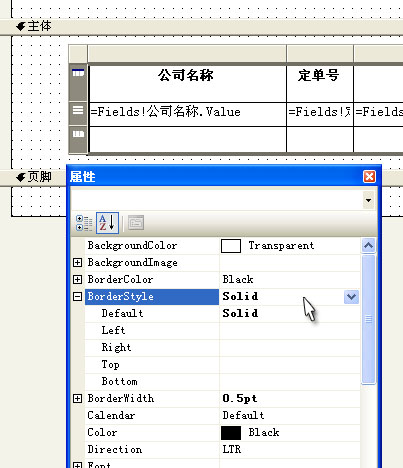 主体
公司名称 定单号
=Fields!公司名称.Value =Fields!定 =Fields
页脚
属性
BackgroundColor Transparent
BackgroundImage
BorderColor Black
BorderStyle Solid
Default Solid
Left
Right
Top
Bottom
BorderWidth 0.5pt
Calendar Default
Color Black
Direction LTR
Font